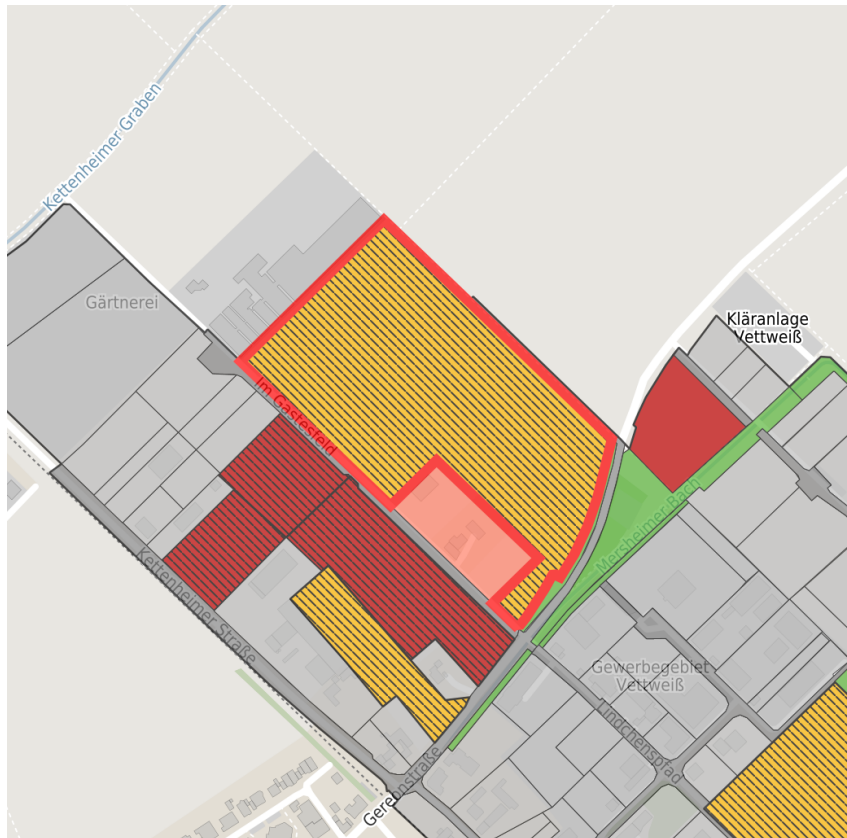 Kettenheimer Graben
Gärtnerei
Kläranlage
Vettweiß
Im Gastesfeld
Mersheimer Bach
Kettenheimer Straße
Gewerbegebiet
Vettweiß
Lindchenspfad
Gereonstraße